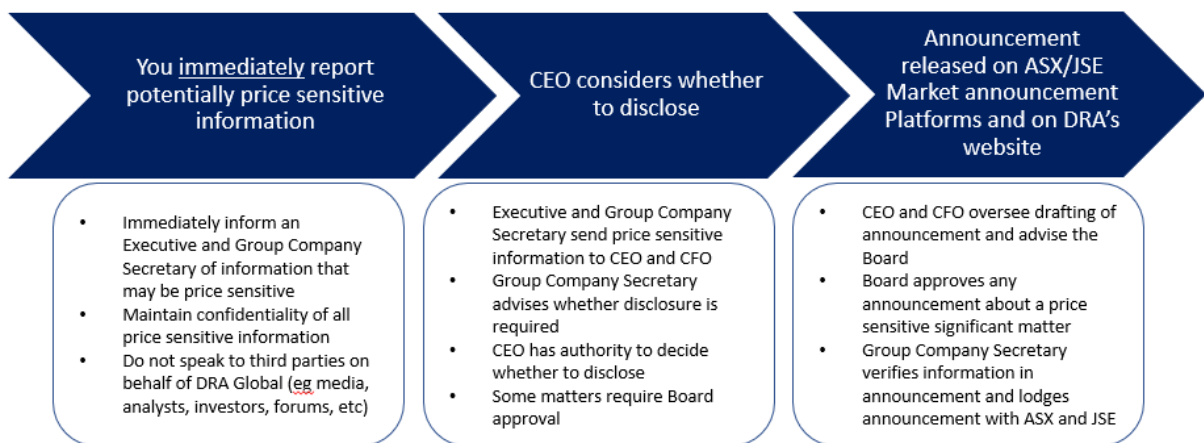 You immediately report
potentially price sensitive
information
CEO considers whether
to disclose
Announcement
released on ASX/JSE
Market announcement
Platforms and on DRA's
website
• Immediately inform an
Executive and Group Company
Secretary of information that
may be price sensitive
• Maintain confidentiality of all
price sensitive information
• Do not speak to third parties on
behalf of DRA Global (eg media,
analysts, investors, forums, etc)
• Executive and Group Company
Secretary send price sensitive
information to CEO and CFO
• Group Company Secretary
advises whether disclosure is
required
• CEO has authority to decide
whether to disclose
• Some matters require Board
approval
• CEO and CFO oversee drafting of
announcement and advise the
Board
• Board approves any
announcement about a price
sensitive significant matter
• Group Company Secretary
verifies information in
announcement and lodges
announcement with ASX and JSE